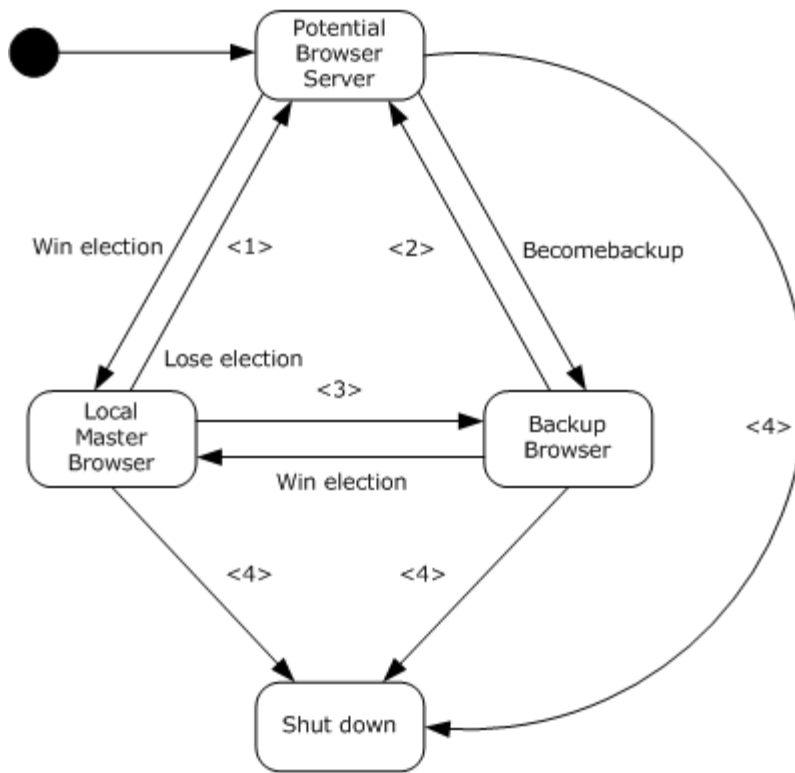 Potential
Browser
Server
Win election
<1>
<2>
Becomebackup
Lose election
<3>
Local
Master
Browser
Backup
Browser
<4>
Win election
<4>
<4>
Shut down